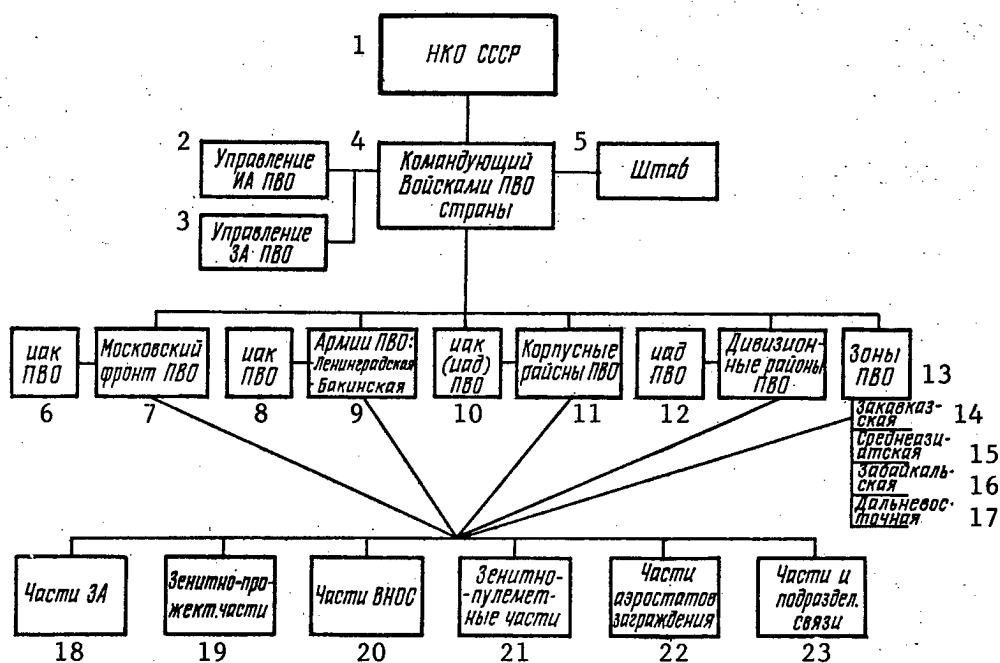 1
НКО СССР
2
Управление
ИА ПВО
3
Управление
ЗА ПВО
4
Командующий
Войсками ПВО
страны
5
Штаб
иак
ПВО
6
Московский
фронт ПВО
7
иак
ПВО
8
Армии ПВО:
Ленинградская
Бакинская
9
иак
(иад)
ПВО
10
Корпусные
районы ПВО
11
иад
ПВО
12
Дивизион-
ные районы
ПВО
Зоны
ПВО
13
Закавказ-
ская
14
Среднеази-
атская
15
Забайкаль-
ская
16
Дальневос-
точная
17
Части ЗА
18
Зенитно-про-
жект. части
19
Части ВНОС
20
Зенитно-
-пулемет-
ные части
21
Части
аэростатов
заграждения
22
Части и
подраздел.
связи
23